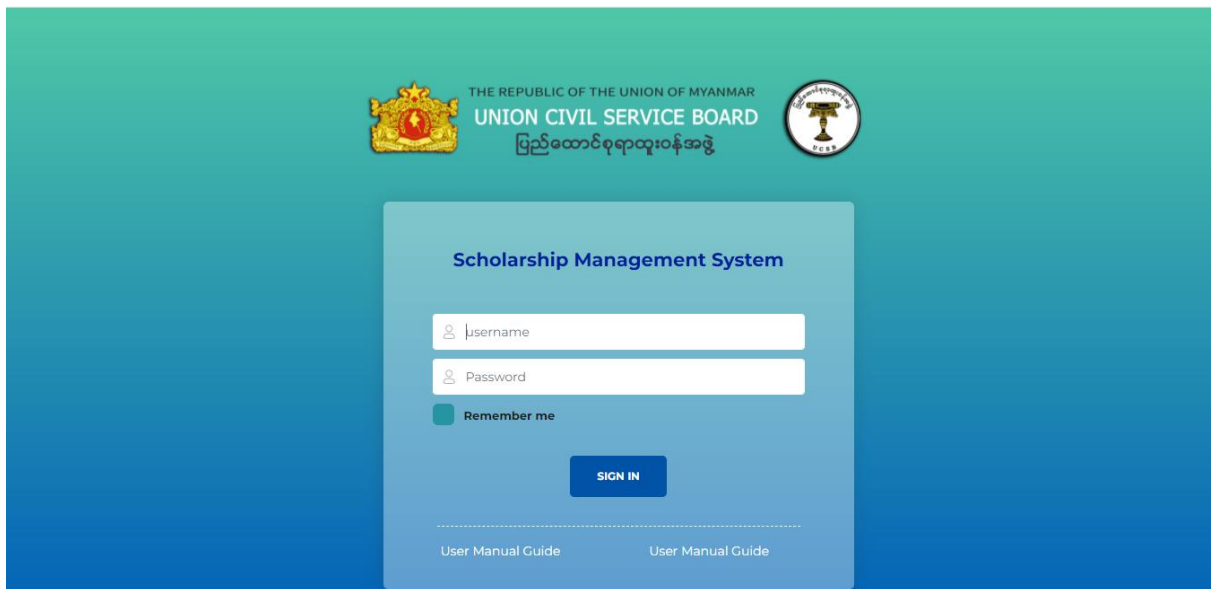 THE REPUBLIC OF THE UNION OF MYANMAR
UNION CIVIL SERVICE BOARD
ပြည်ထောင်စုရာထူးဝန်အဖွဲ့
UCSB
Scholarship Management System
username
Password
Remember me
SIGN IN
User Manual Guide
User Manual Guide